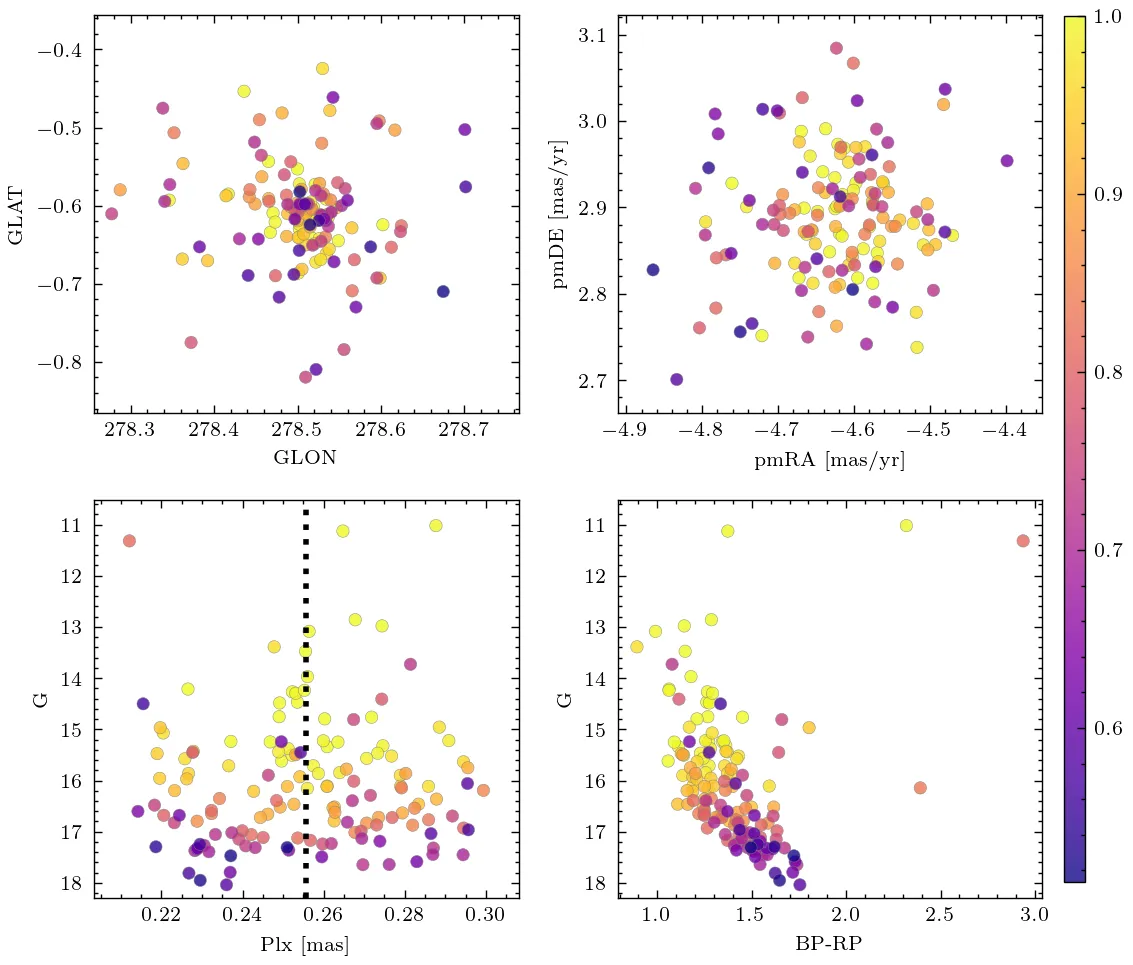 −0.4
−0.5
−0.6
−0.7
−0.8
GLAT
278.3 278.4 278.5 278.6 278.7
GLON
3.1
3.0
2.9
2.8
2.7
pmDE [mas/yr]
−4.9 −4.8 −4.7 −4.6 −4.5 −4.4
pmRA [mas/yr]
1.0
0.9
0.8
0.7
0.6
11
12
13
14
15
16
17
18
G
0.22 0.24 0.26 0.28 0.30
Plx [mas]
11
12
13
14
15
16
17
18
G
1.0 1.5 2.0 2.5 3.0
BP-RP